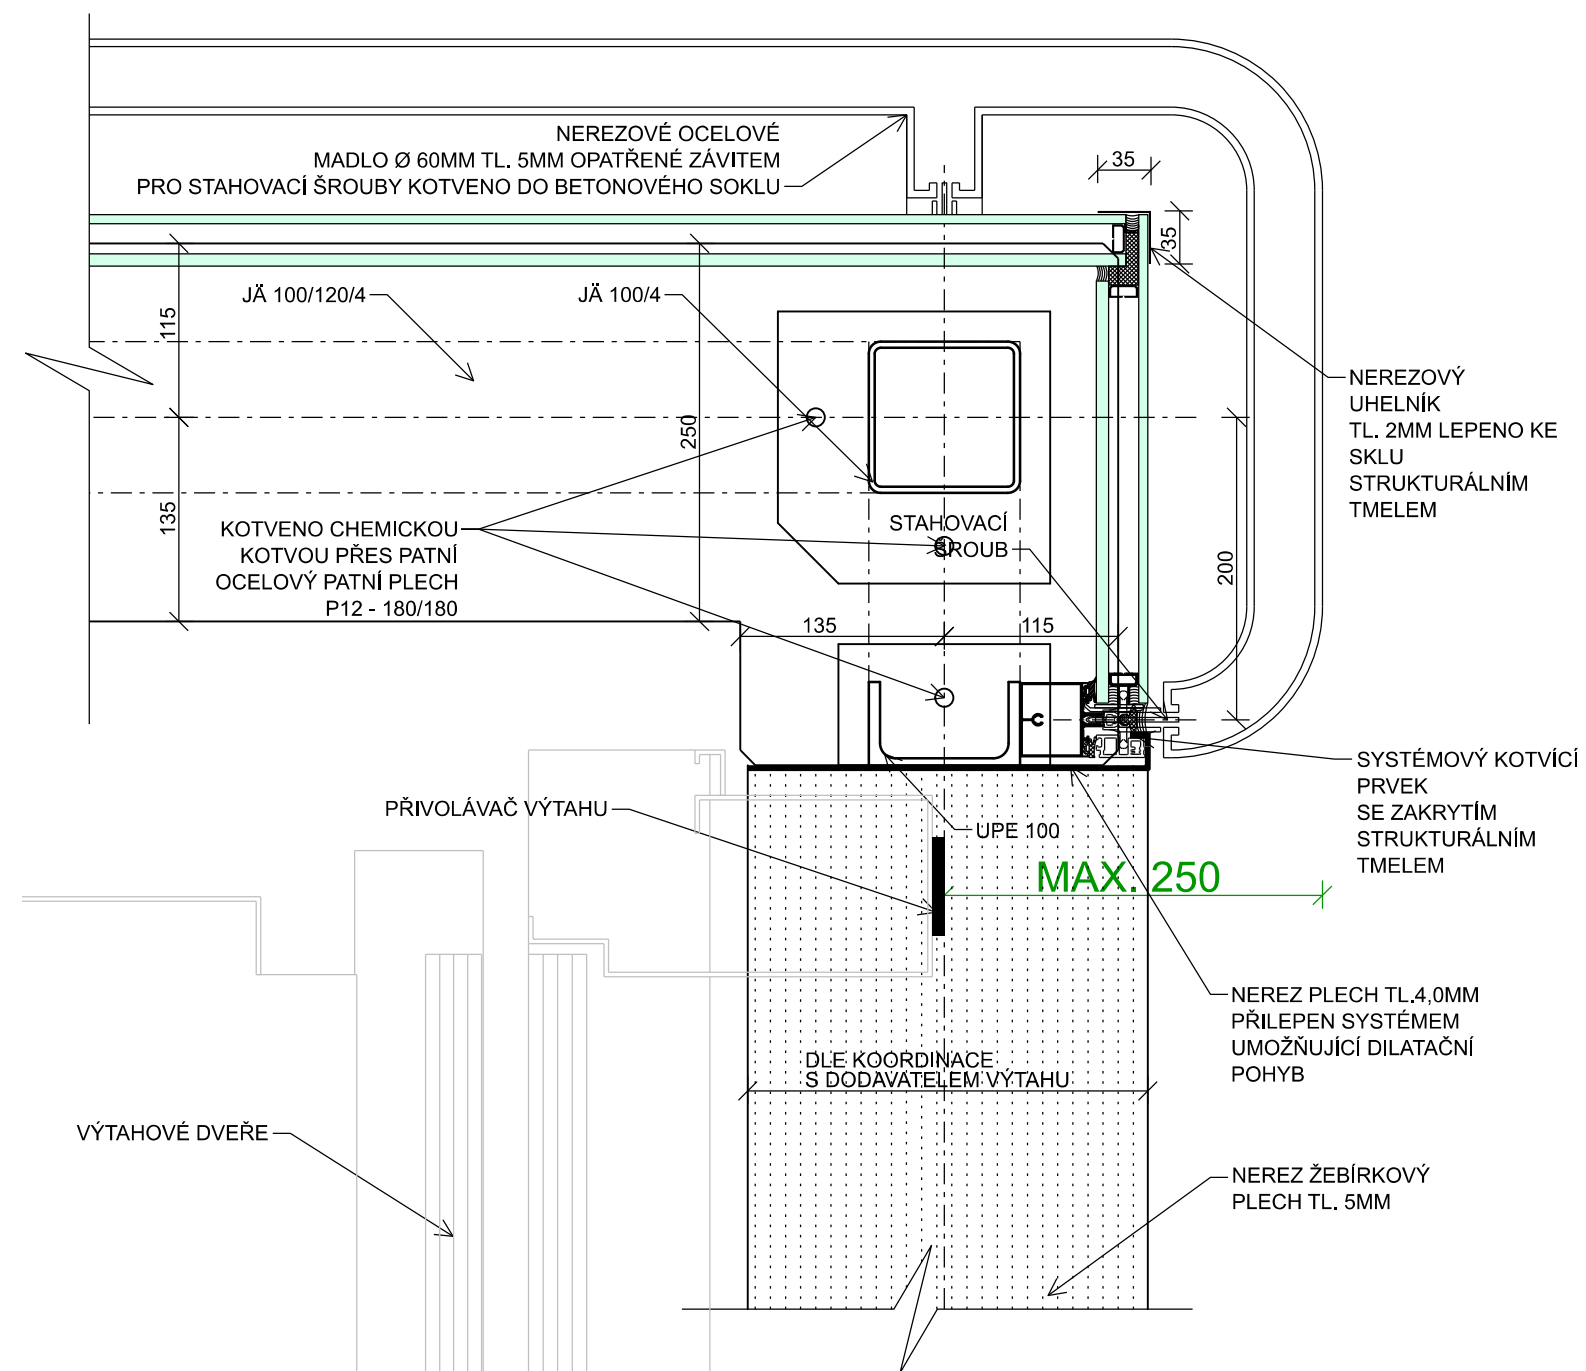 NEREZOVÉ OCELOVÉ
MADLO Ø 60MM TL. 5MM OPATŘENÉ ZÁVITEM
PRO STAHOVACÍ ŠROUBY KOTVENO DO BETONOVÉHO SOKLU
35
35
JÄ 100/120/4
JÄ 100/4
115
250
135
NEREZOVÝ
UHELNÍK
TL. 2MM LEPENO KE
SKLU
STRUKTURÁLNÍM
TMELEM
KOTVENO CHEMICKOU
KOTVOU PŘES PATNÍ
OCELOVÝ PATNÍ PLECH
P12 - 180/180
STAHOVACÍ
ŠROUB
200
135
115
SYSTÉMOVÝ KOTVÍCÍ
PRVEK
SE ZAKRYTÍM
STRUKTURÁLNÍM
TMELEM
PŘIVOLÁVAČ VÝTAHU
UPE 100
MAX. 250
NEREZ PLECH TL.4,0MM
PŘILEPEN SYSTÉMEM
UMOŽŇUJÍCÍ DILATAČNÍ
POHYB
DLE KOORDINACE
S DODAVATELEM VÝTAHU
VÝTAHOVÉ DVEŘE
NEREZ ŽEBÍRKOVÝ
PLECH TL. 5MM